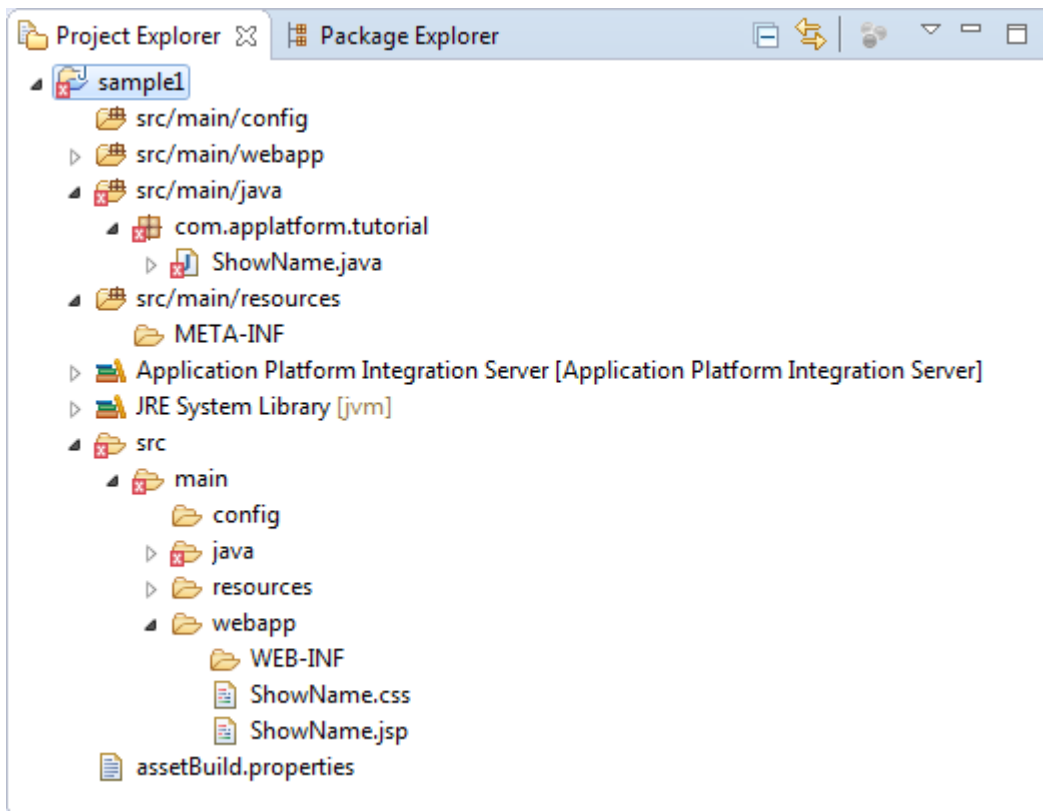 Project Explorer Package Explorer
sample1
src/main/config
src/main/webapp
src/main/java
com.applatform.tutorial
ShowName.java
src/main/resources
META-INF
Application Platform Integration Server [Application Platform Integration Server]
JRE System Library [jvm]
src
main
config
java
resources
webapp
WEB-INF
ShowName.css
ShowName.jsp
assetBuild.properties